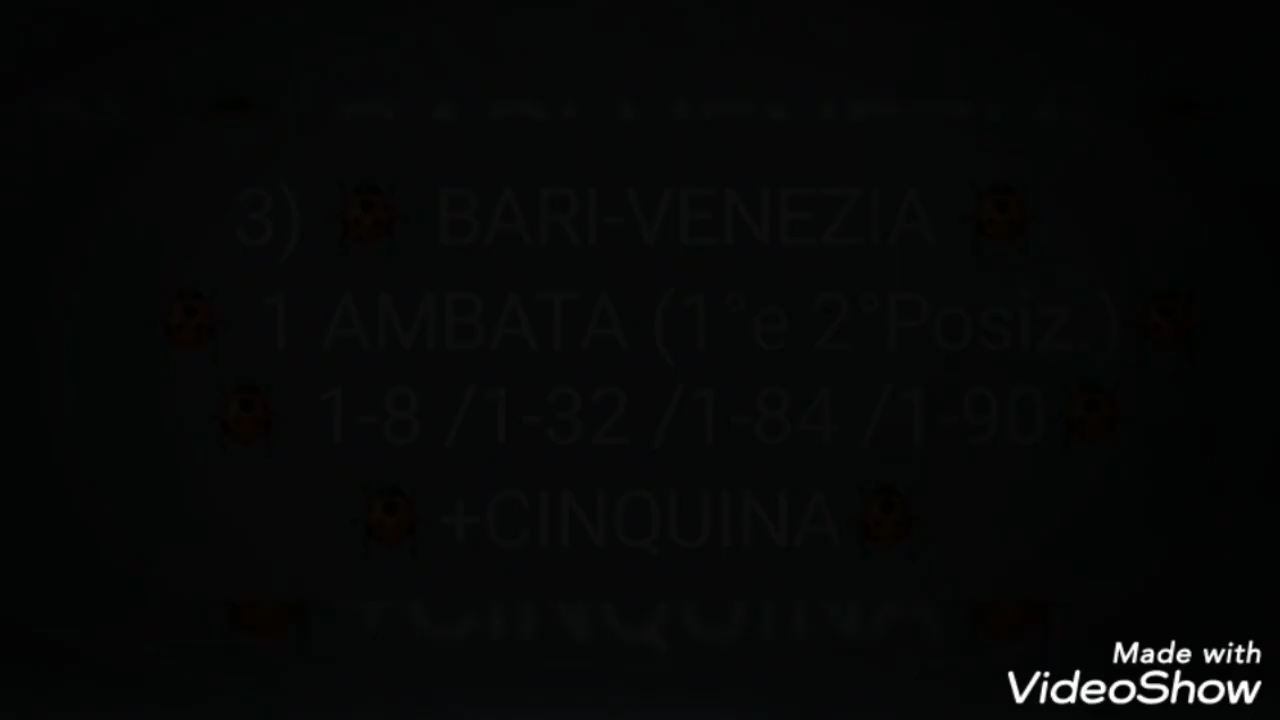 3) BARI-VENEZIA
1 AMBATA (1°e 2°Posiz.)
1-8 /1-32 /1-84 /1-90
+CINQUINA
+CINQUINA
Made with
VideoShow